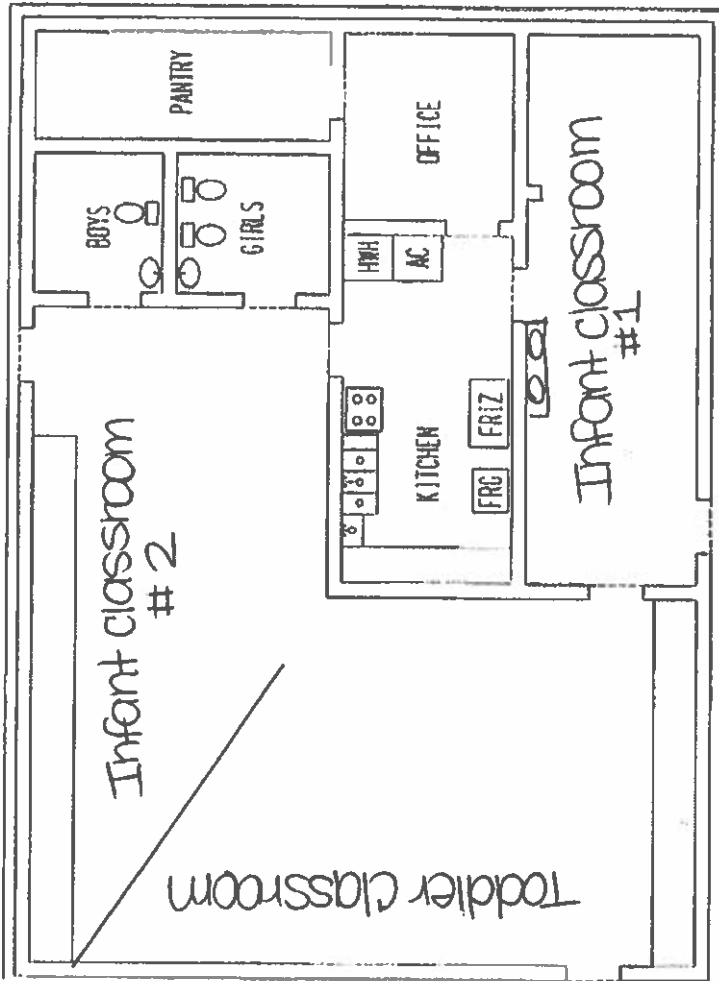 PANTRY
OFFICE
BOYS
GIRLS
HWH
AC
Infant classroom
#1
Infant classroom
#2
KITCHEN
FRIZ
FRG
Toddler classroom